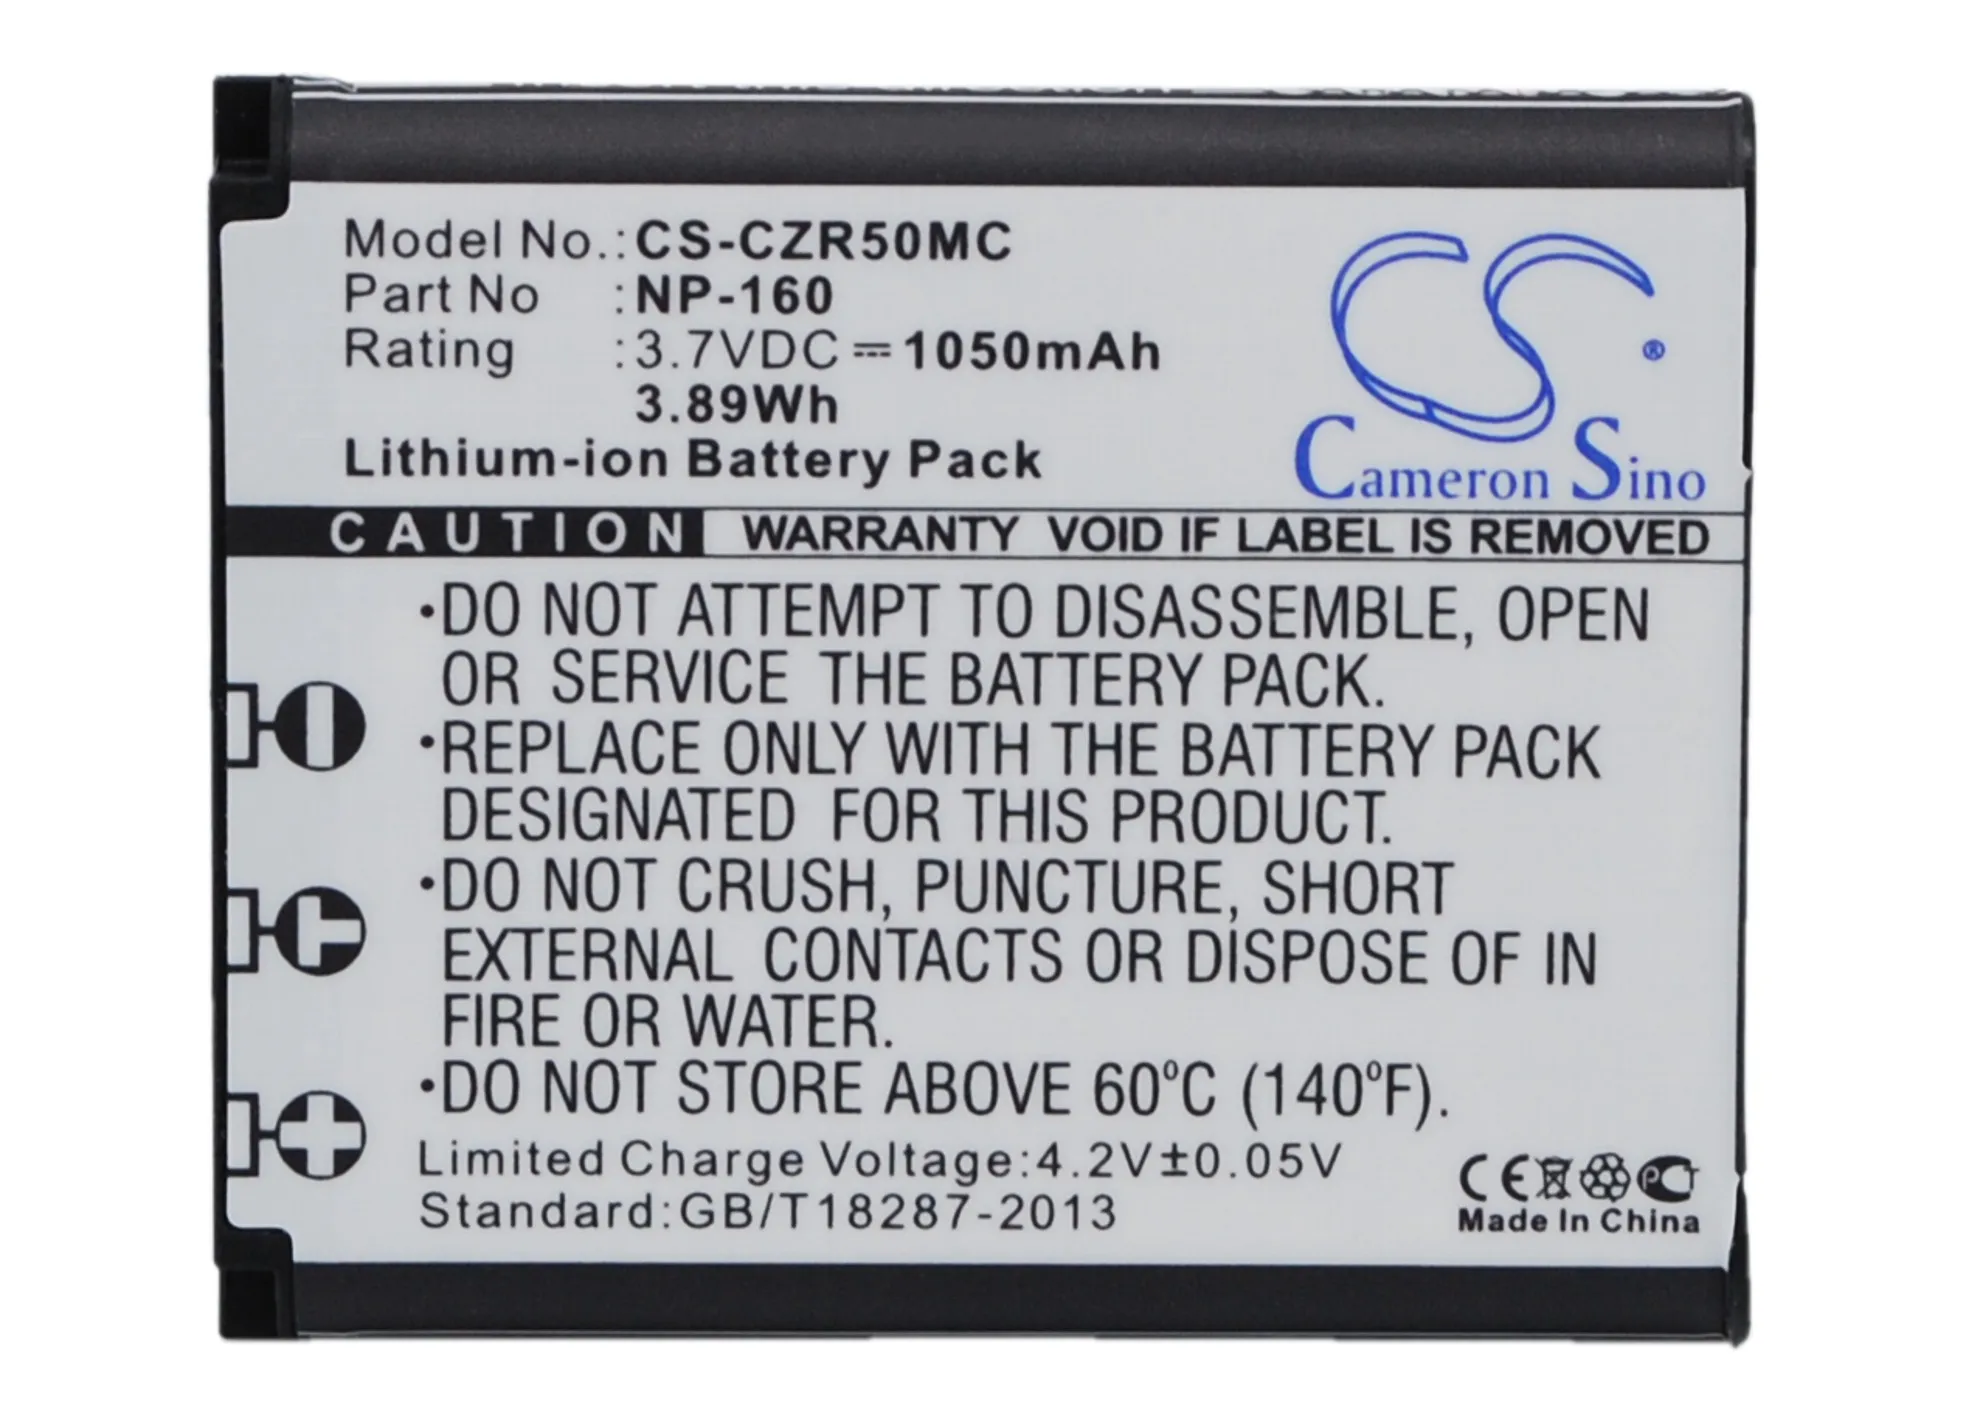 Model No.:CS-CZR50MC
Part No :NP-160
Rating :3.7VDC⎓1050mAh
3.89Wh
Lithium-ion Battery Pack
CS®
Cameron Sino
CAUTION WARRANTY VOID IF LABEL IS REMOVED
•DO NOT ATTEMPT TO DISASSEMBLE, OPEN
OR SERVICE THE BATTERY PACK.
•REPLACE ONLY WITH THE BATTERY PACK
DESIGNATED FOR THIS PRODUCT.
•DO NOT CRUSH, PUNCTURE, SHORT
EXTERNAL CONTACTS OR DISPOSE OF IN
FIRE OR WATER.
•DO NOT STORE ABOVE 60ºC (140ºF).
Limited Charge Voltage:4.2V±0.05V
Standard:GB/T18287-2013
CE PCT
Made In China